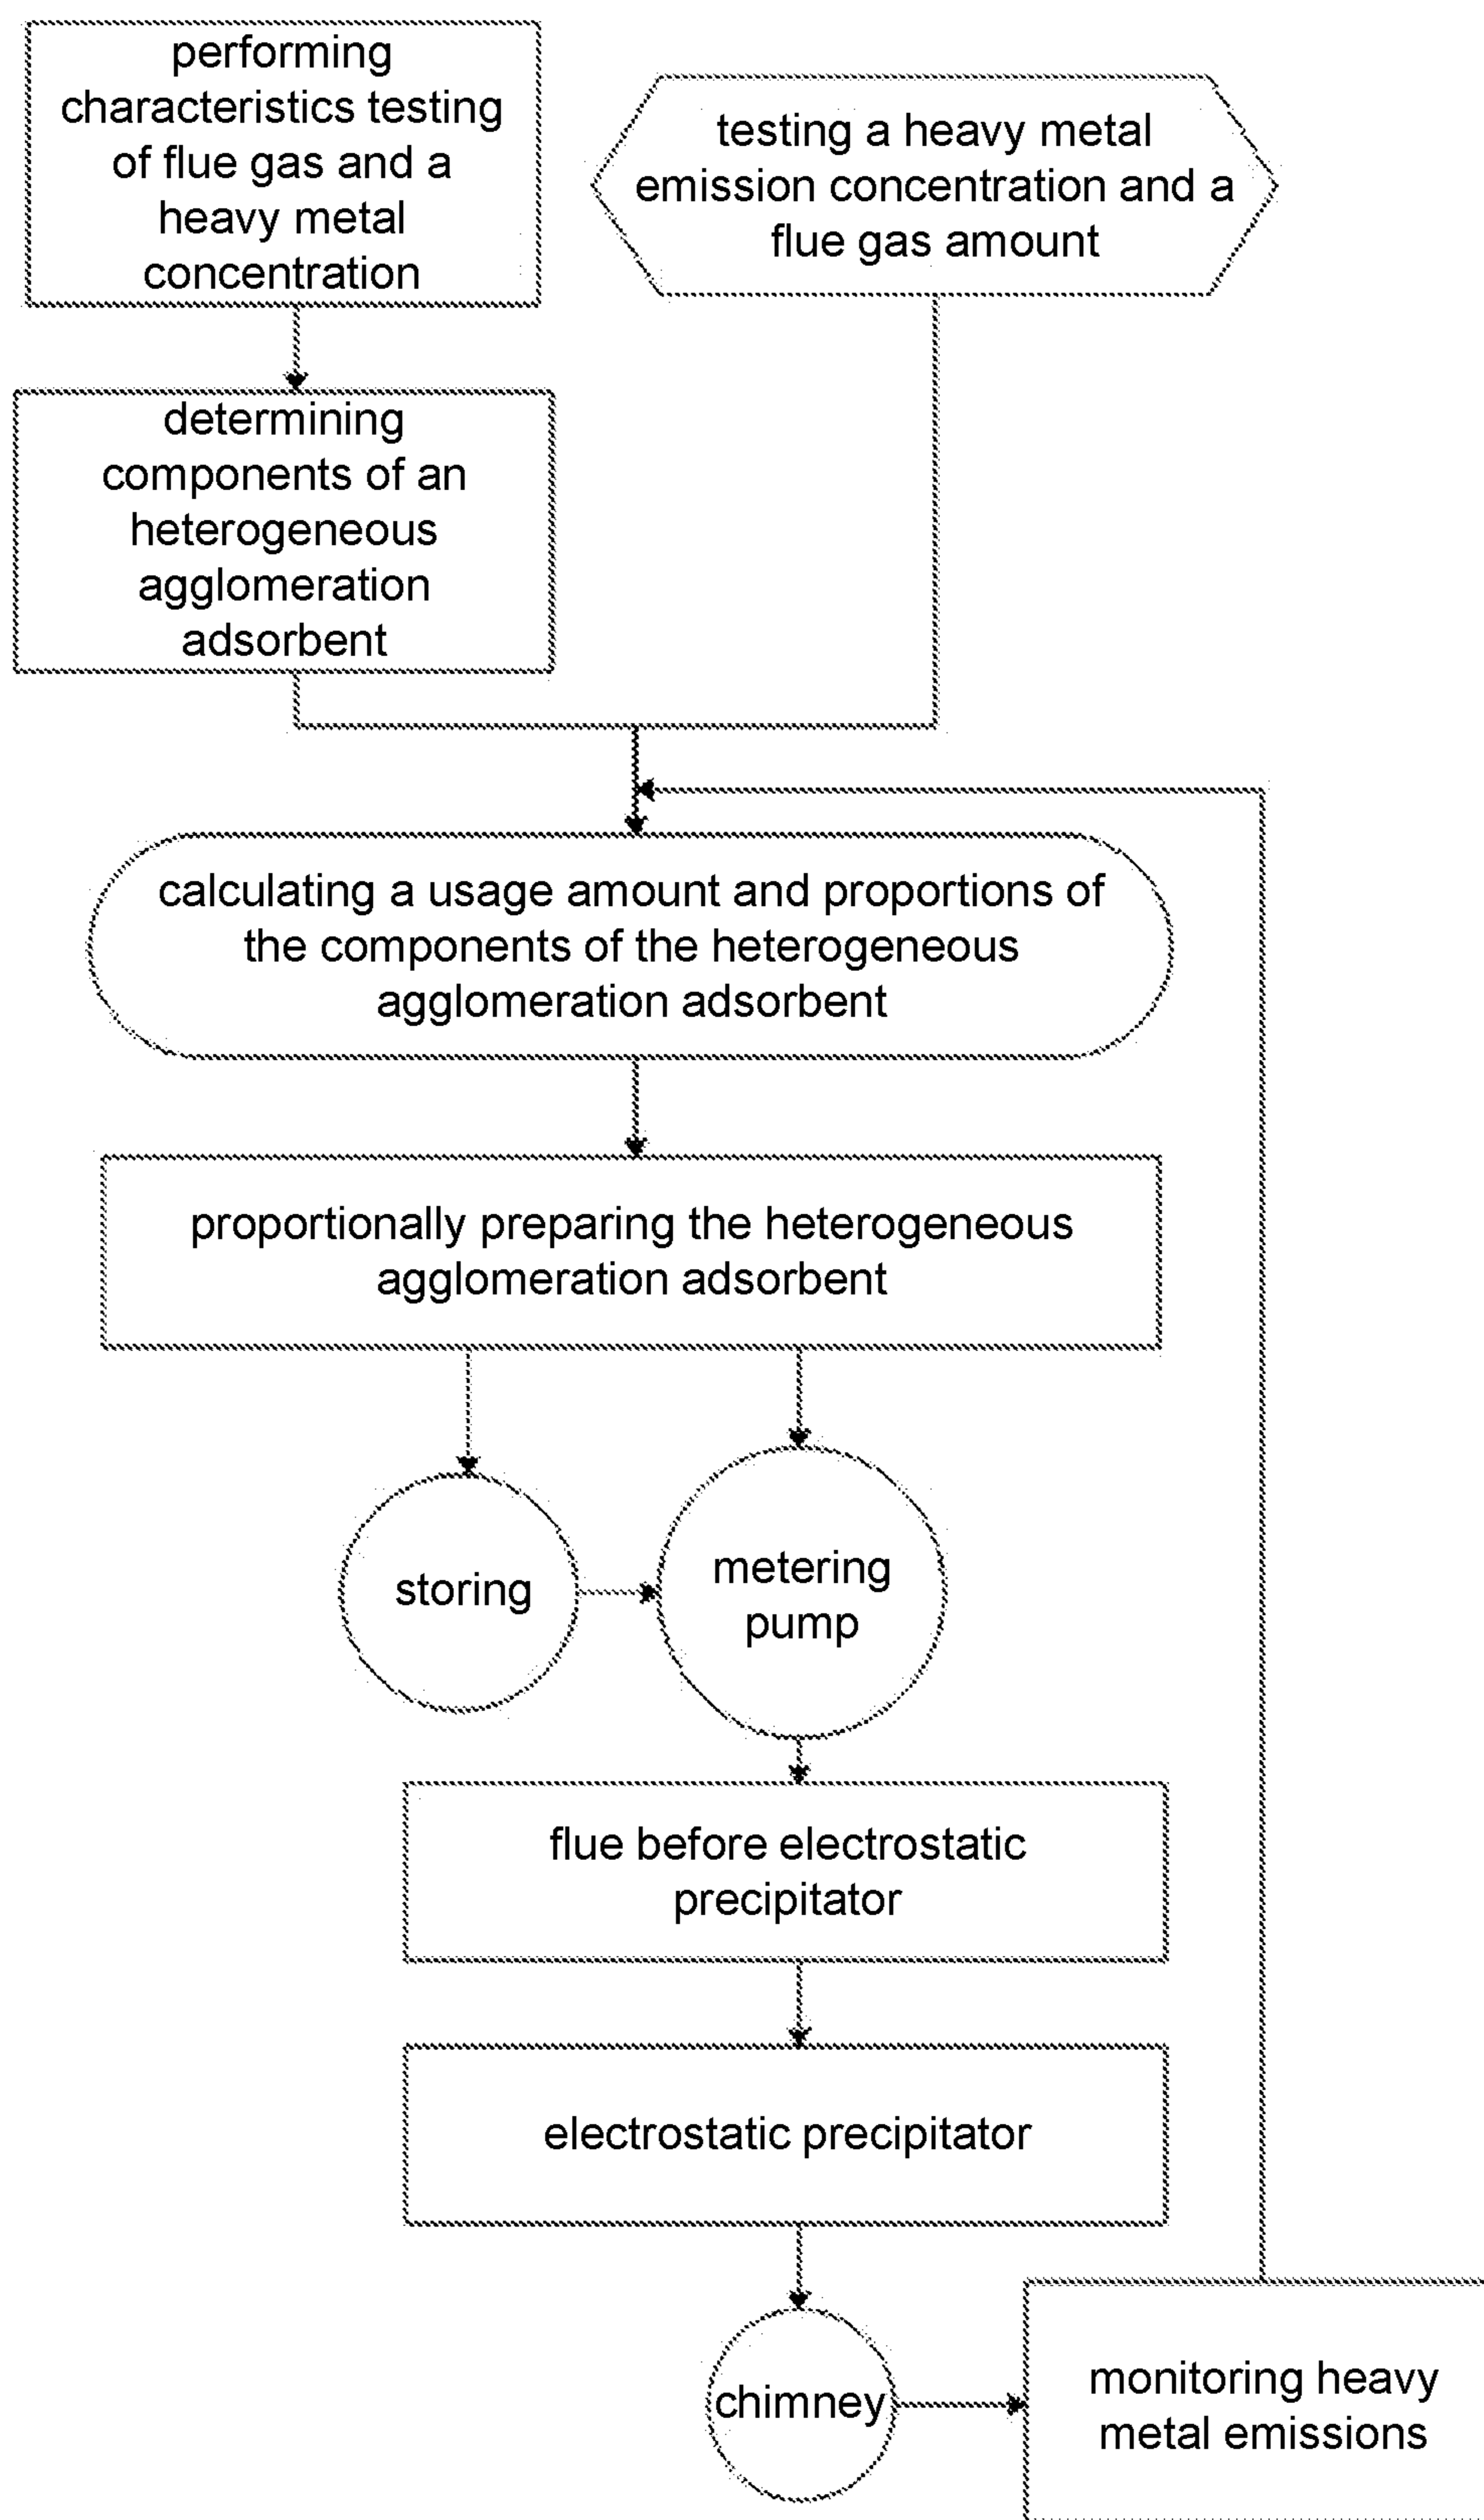 performing
characteristics testing
of flue gas and a
heavy metal
concentration
testing a heavy metal
emission concentration and a
flue gas amount
determining
components of an
heterogeneous
agglomeration
adsorbent
calculating a usage amount and proportions of
the components of the heterogeneous
agglomeration adsorbent
proportionally preparing the heterogeneous
agglomeration adsorbent
storing
metering
pump
flue before electrostatic
precipitator
electrostatic precipitator
chimney
monitoring heavy
metal emissions